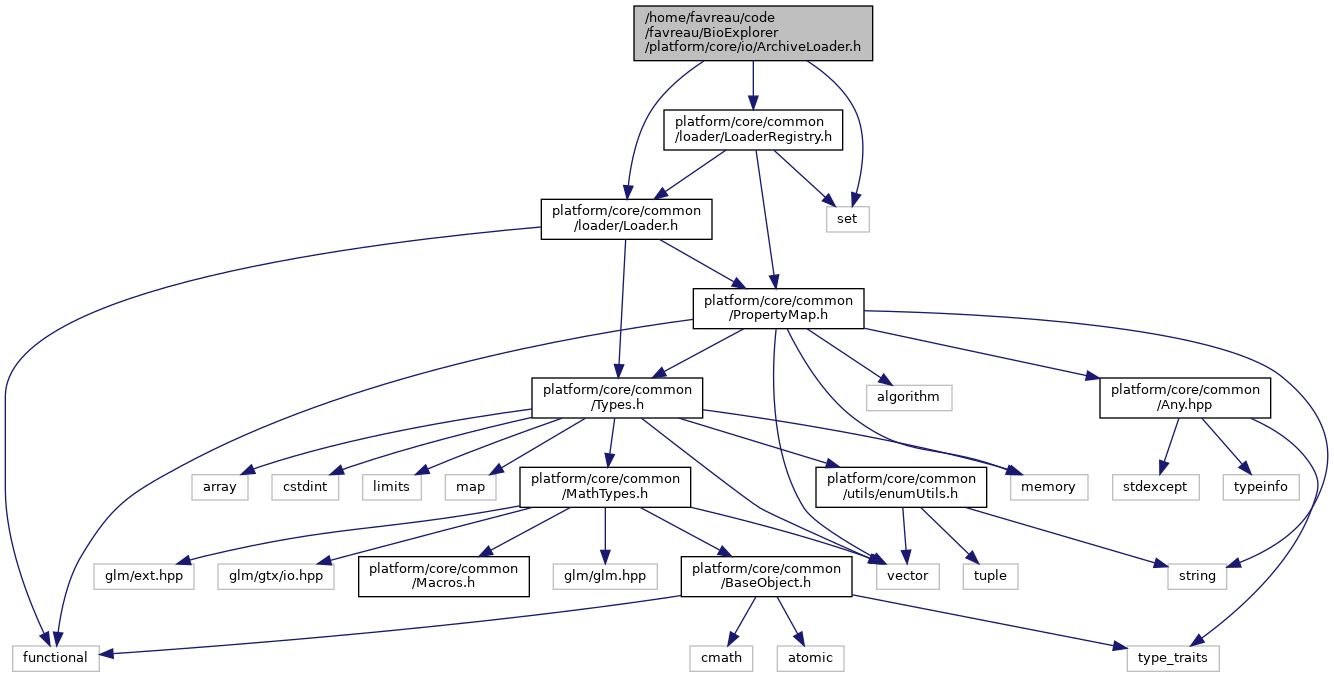 /home/favreau/code
/favreau/BioExplorer
/platform/core/io/ArchiveLoader.h
platform/core/common
/loader/LoaderRegistry.h
platform/core/common
/loader/Loader.h
set
platform/core/common
/PropertyMap.h
platform/core/common
/Types.h
algorithm
platform/core/common
/Any.hpp
array
cstdint
limits
map
platform/core/common
/MathTypes.h
platform/core/common
/utils/enumUtils.h
memory
stdexcept
typeinfo
glm/ext.hpp
glm/gtx/io.hpp
platform/core/common
/Macros.h
glm/glm.hpp
platform/core/common
/BaseObject.h
vector
tuple
string
functional
cmath
atomic
type_traits